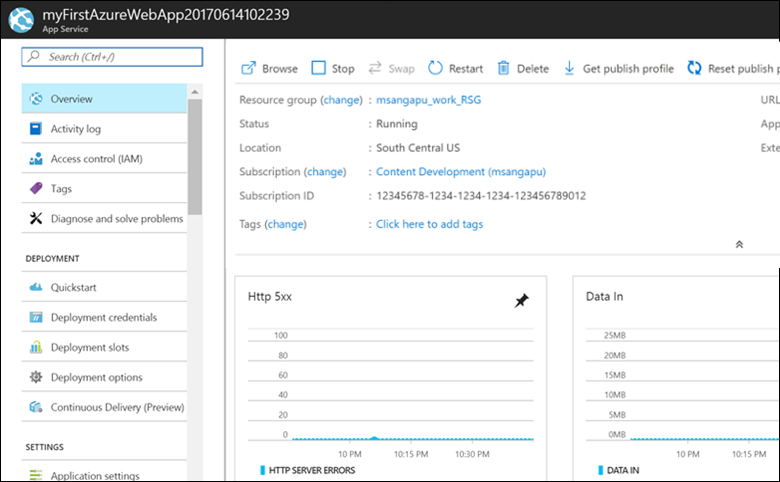 myFirstAzureWebApp20170614102239
App Service
Search (Ctrl+/)
Overview
Activity log
Access control (IAM)
Tags
Diagnose and solve problems
DEPLOYMENT
Quickstart
Deployment credentials
Deployment slots
Deployment options
Continuous Delivery (Preview)
SETTINGS
Application settings
Browse Stop Swap Restart Delete Get publish profile Reset publish p
Resource group (change) : msangapu_work_RSG
Status : Running
Location : South Central US
Subscription (change) : Content Development (msangapu)
Subscription ID : 12345678-1234-1234-1234-123456789012
Tags (change) : Click here to add tags
URL
App
Exte
Http 5xx
100
80
60
40
20
0
10 PM 10:15 PM 10:30 PM
HTTP SERVER ERRORS
Data In
25MB
20MB
15MB
10MB
5MB
0MB
10 PM 10:15 PM
DATA IN